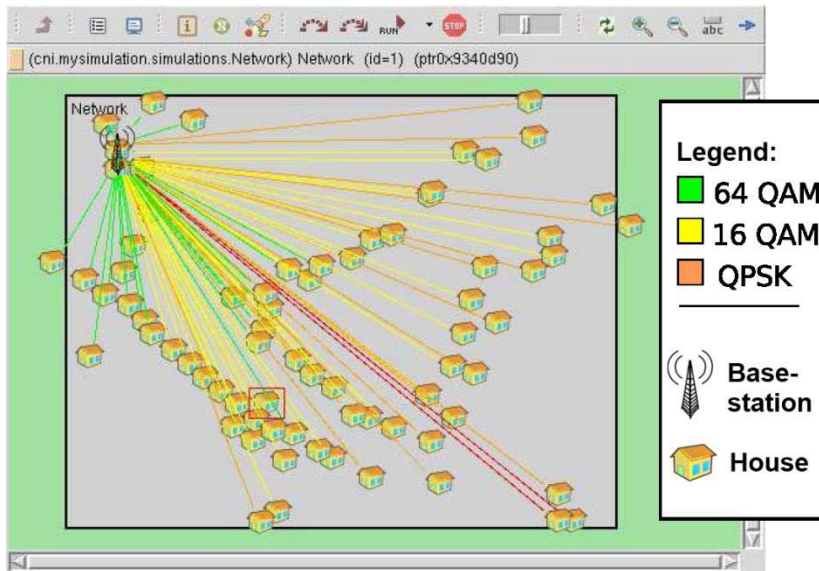 RUN
STOP
abc
(cni.mysimulation.simulations.Network) Network (id=1) (ptr0x9340d90)
Network
Legend:
64 QAM
16 QAM
QPSK
Base-
station
House